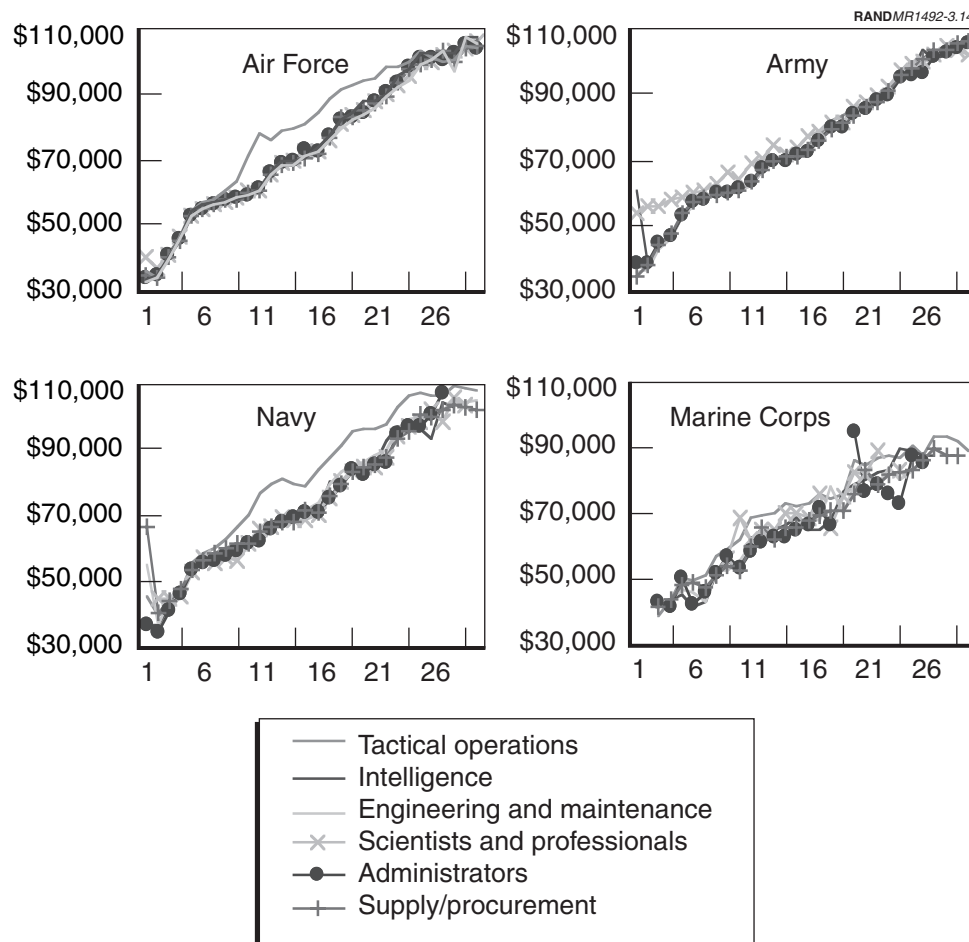 RANDMR1492-3.14
$110,000
$90,000
$70,000
$50,000
$30,000
Air Force
1 6 11 16 21 26
$110,000
$90,000
$70,000
$50,000
$30,000
Army
1 6 11 16 21 26
$110,000
$90,000
$70,000
$50,000
$30,000
Navy
1 6 11 16 21 26
$110,000
$90,000
$70,000
$50,000
$30,000
Marine Corps
1 6 11 16 21 26
Tactical operations
Intelligence
Engineering and maintenance
Scientists and professionals
Administrators
Supply/procurement